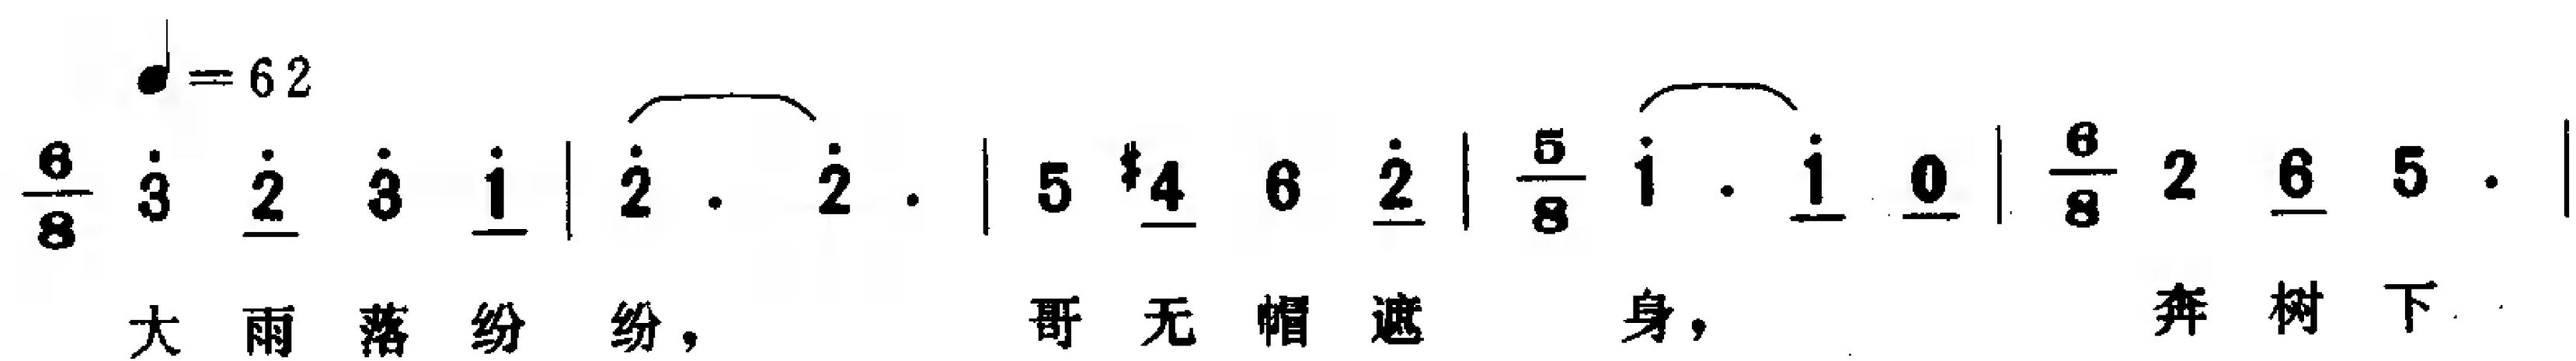 ♩=62
6/8 3̇ 2̇ 3̇ 1̇ | 2̇ . 2̇ . | 5 #4 6 2̇ | 5/8 1̇ . 1̇ 0 | 6/8 2 6 5 . |
大雨落纷纷，哥无帽遮身，奔树下